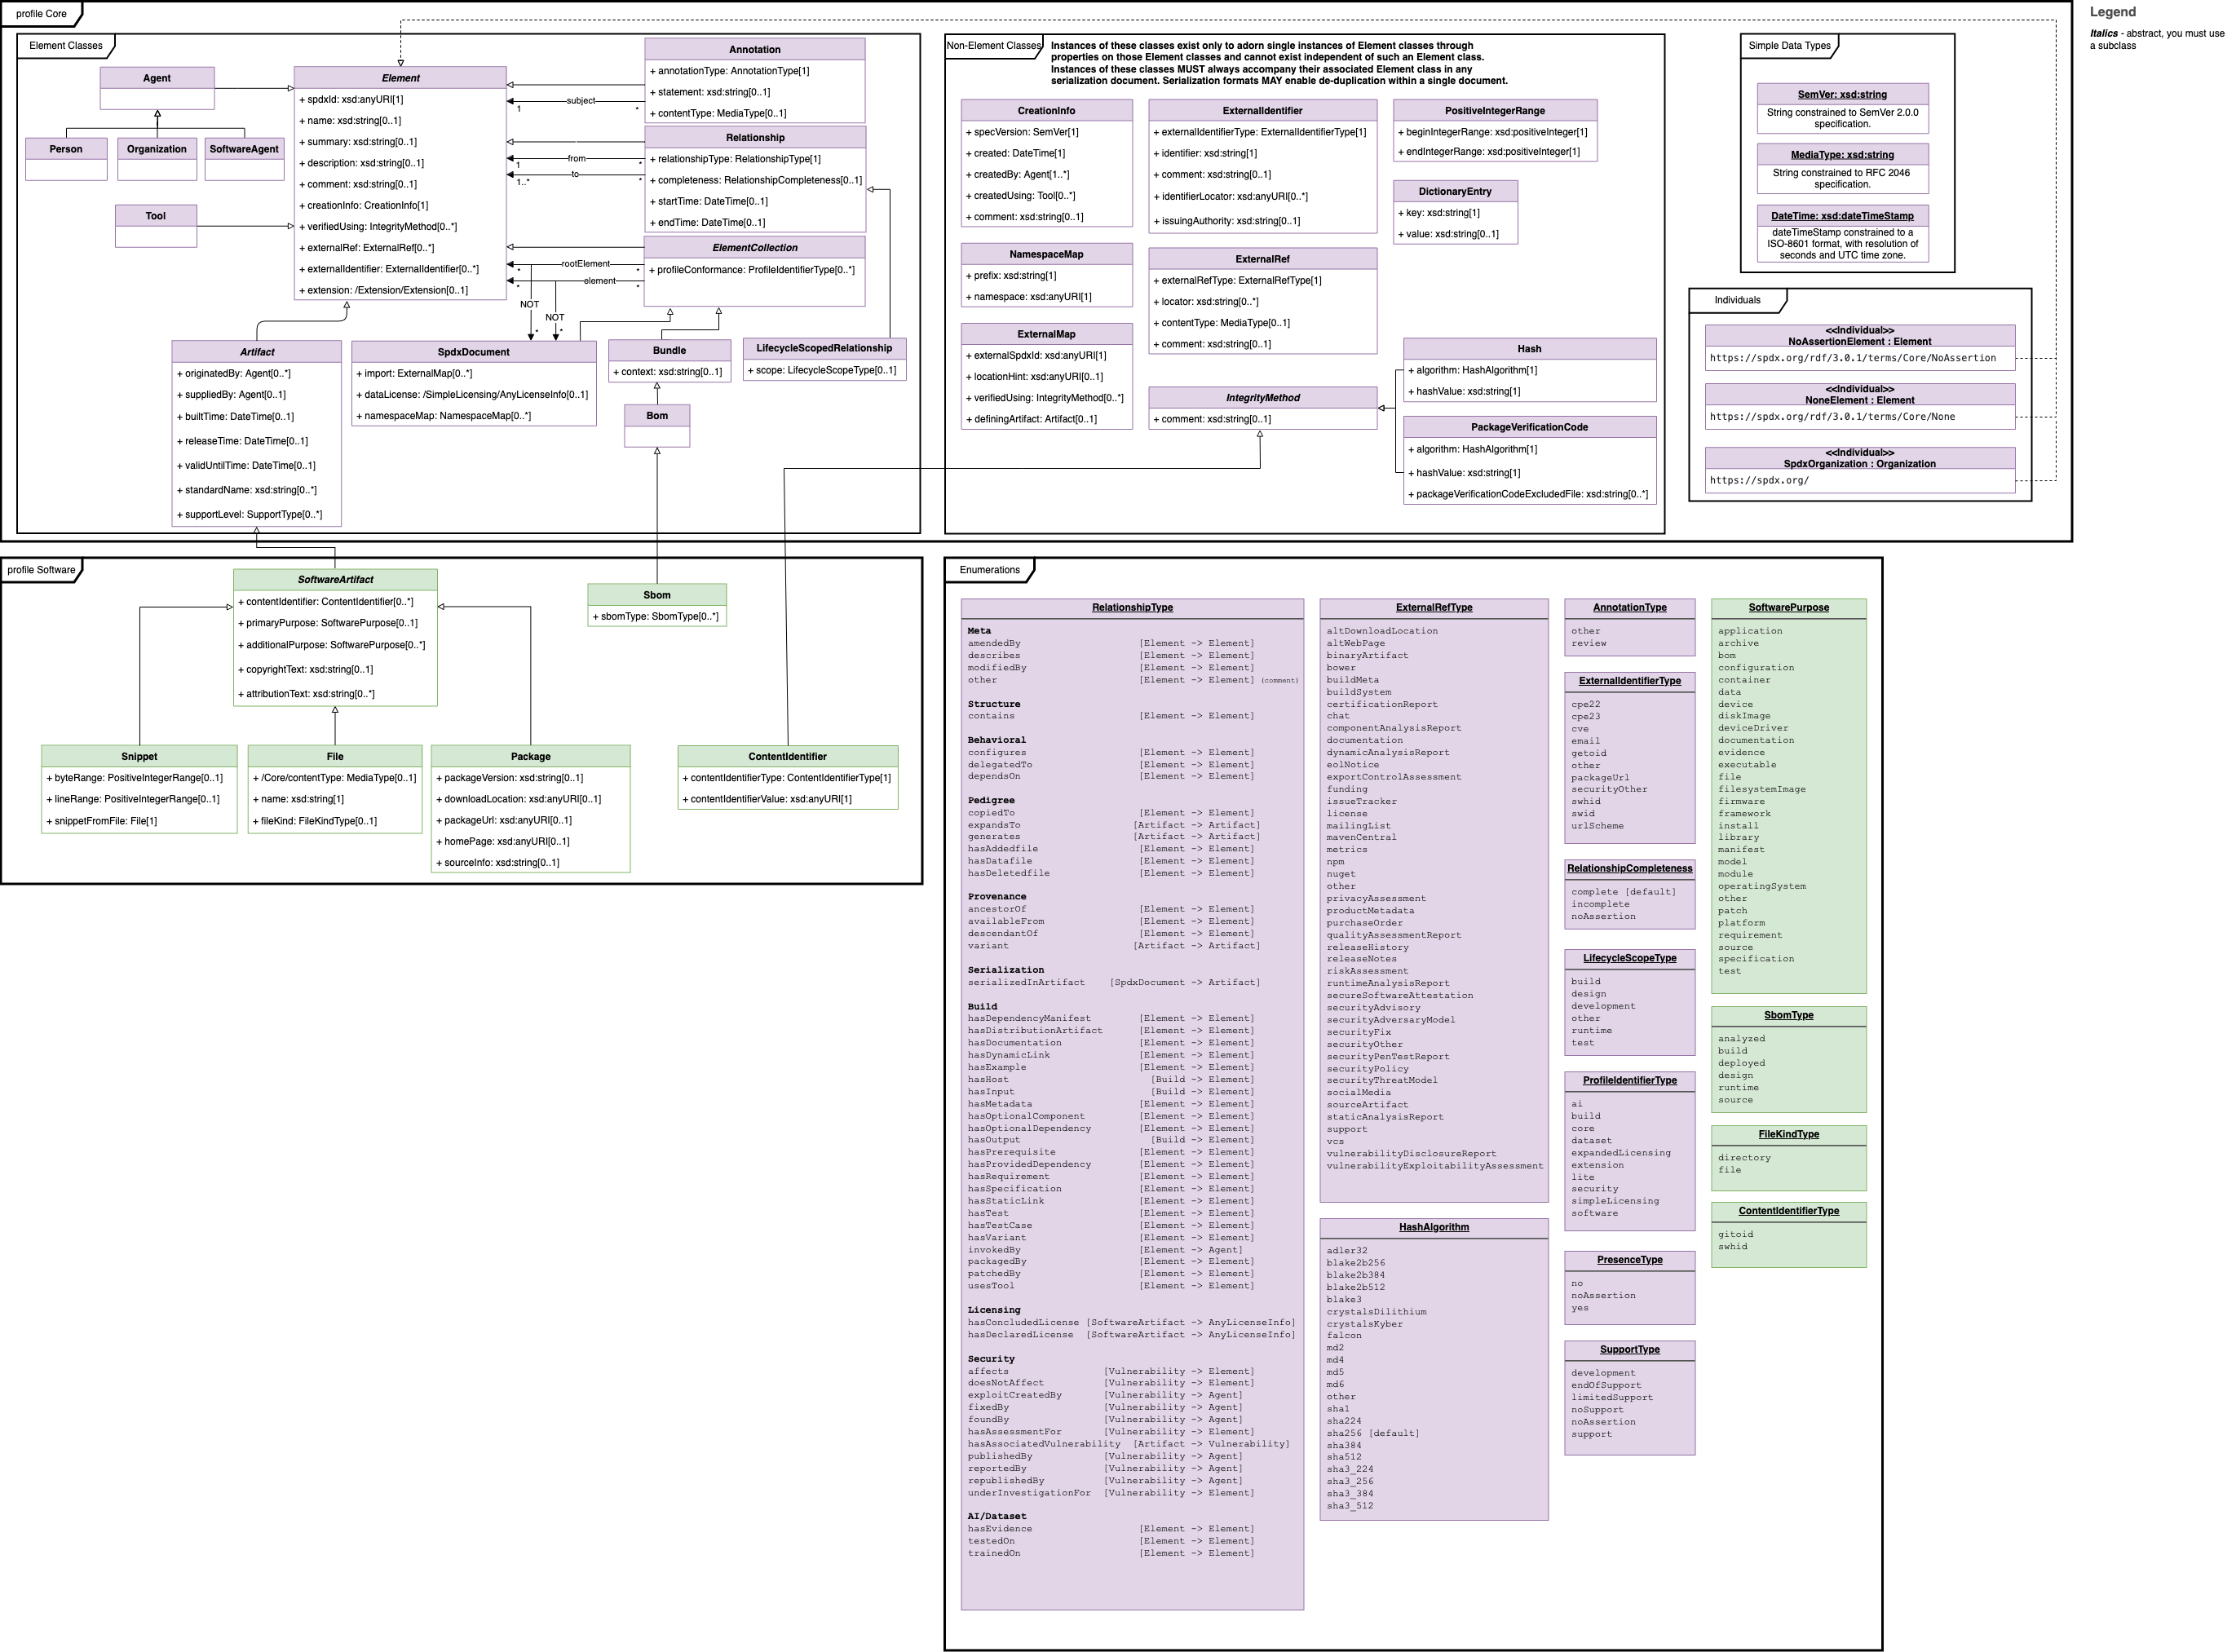 profile Core
Legend
Italics - abstract, you must use
a subclass
Element Classes
Agent
Person
Organization
SoftwareAgent
Tool
Element
+ spdxId: xsd:anyURI[1]
+ name: xsd:string[0..1]
+ summary: xsd:string[0..1]
+ description: xsd:string[0..1]
+ comment: xsd:string[0..1]
+ creationInfo: CreationInfo[1]
+ verifiedUsing: IntegrityMethod[0..*]
+ externalRef: ExternalRef[0..*]
+ externalIdentifier: ExternalIdentifier[0..*]
+ extension: /Extension/Extension[0..1]
Annotation
+ annotationType: AnnotationType[1]
+ statement: xsd:string[0..1]
+ contentType: MediaType[0..1]
subject
1
*
Relationship
+ relationshipType: RelationshipType[1]
+ completeness: RelationshipCompleteness[0..1]
+ startTime: DateTime[0..1]
+ endTime: DateTime[0..1]
from
1
*
to
1..*
*
ElementCollection
+ profileConformance: ProfileIdentifierType[0..*]
rootElement
*
*
element
*
*
NOT
*
NOT
*
Artifact
+ originatedBy: Agent[0..*]
+ suppliedBy: Agent[0..1]
+ builtTime: DateTime[0..1]
+ releaseTime: DateTime[0..1]
+ validUntilTime: DateTime[0..1]
+ standardName: xsd:string[0..*]
+ supportLevel: SupportType[0..*]
SpdxDocument
+ import: ExternalMap[0..*]
+ dataLicense: /SimpleLicensing/AnyLicenseInfo[0..1]
+ namespaceMap: NamespaceMap[0..*]
Bundle
+ context: xsd:string[0..1]
LifecycleScopedRelationship
+ scope: LifecycleScopeType[0..1]
Bom
Non-Element Classes
Instances of these classes exist only to adorn single instances of Element classes through
properties on those Element classes and cannot exist independent of such an Element class.
Instances of these classes MUST always accompany their associated Element class in any
serialization document. Serialization formats MAY enable de-duplication within a single document.
CreationInfo
+ specVersion: SemVer[1]
+ created: DateTime[1]
+ createdBy: Agent[1..*]
+ createdUsing: Tool[0..*]
+ comment: xsd:string[0..1]
NamespaceMap
+ prefix: xsd:string[1]
+ namespace: xsd:anyURI[1]
ExternalMap
+ externalSpdxId: xsd:anyURI[1]
+ locationHint: xsd:anyURI[0..1]
+ verifiedUsing: IntegrityMethod[0..*]
+ definingArtifact: Artifact[0..1]
ExternalIdentifier
+ externalIdentifierType: ExternalIdentifierType[1]
+ identifier: xsd:string[1]
+ comment: xsd:string[0..1]
+ identifierLocator: xsd:anyURI[0..*]
+ issuingAuthority: xsd:string[0..1]
ExternalRef
+ externalRefType: ExternalRefType[1]
+ locator: xsd:string[0..*]
+ contentType: MediaType[0..1]
+ comment: xsd:string[0..1]
IntegrityMethod
+ comment: xsd:string[0..1]
PositiveIntegerRange
+ beginIntegerRange: xsd:positiveInteger[1]
+ endIntegerRange: xsd:positiveInteger[1]
DictionaryEntry
+ key: xsd:string[1]
+ value: xsd:string[0..1]
Hash
+ algorithm: HashAlgorithm[1]
+ hashValue: xsd:string[1]
PackageVerificationCode
+ algorithm: HashAlgorithm[1]
+ hashValue: xsd:string[1]
+ packageVerificationCodeExcludedFile: xsd:string[0..*]
Simple Data Types
SemVer: xsd:string
String constrained to SemVer 2.0.0
specification.
MediaType: xsd:string
String constrained to RFC 2046
specification.
DateTime: xsd:dateTimeStamp
dateTimeStamp constrained to a
ISO-8601 format, with resolution of
seconds and UTC time zone.
Individuals
<<Individual>>
NoAssertionElement : Element
https://spdx.org/rdf/3.0.1/terms/Core/NoAssertion
<<Individual>>
NoneElement : Element
https://spdx.org/rdf/3.0.1/terms/Core/None
<<Individual>>
SpdxOrganization : Organization
https://spdx.org/
profile Software
SoftwareArtifact
+ contentIdentifier: ContentIdentifier[0..*]
+ primaryPurpose: SoftwarePurpose[0..1]
+ additionalPurpose: SoftwarePurpose[0..*]
+ copyrightText: xsd:string[0..1]
+ attributionText: xsd:string[0..*]
Sbom
+ sbomType: SbomType[0..*]
Snippet
+ byteRange: PositiveIntegerRange[0..1]
+ lineRange: PositiveIntegerRange[0..1]
+ snippetFromFile: File[1]
File
+ /Core/contentType: MediaType[0..1]
+ name: xsd:string[1]
+ fileKind: FileKindType[0..1]
Package
+ packageVersion: xsd:string[0..1]
+ downloadLocation: xsd:anyURI[0..1]
+ packageUrl: xsd:anyURI[0..1]
+ homePage: xsd:anyURI[0..1]
+ sourceInfo: xsd:string[0..1]
ContentIdentifier
+ contentIdentifierType: ContentIdentifierType[1]
+ contentIdentifierValue: xsd:anyURI[1]
Enumerations
RelationshipType
Meta
amendedBy [Element -> Element]
describes [Element -> Element]
modifiedBy [Element -> Element]
other [Element -> Element] (comment)
Structure
contains [Element -> Element]
Behavioral
configures [Element -> Element]
delegatedTo [Element -> Element]
dependsOn [Element -> Element]
Pedigree
copiedTo [Element -> Element]
expandsTo [Artifact -> Artifact]
generates [Artifact -> Artifact]
hasAddedfile [Element -> Element]
hasDatafile [Element -> Element]
hasDeletedfile [Element -> Element]
Provenance
ancestorOf [Element -> Element]
availableFrom [Element -> Element]
descendantOf [Element -> Element]
variant [Artifact -> Artifact]
Serialization
serializedInArtifact [SpdxDocument -> Artifact]
Build
hasDependencyManifest [Element -> Element]
hasDistributionArtifact [Element -> Element]
hasDocumentation [Element -> Element]
hasDynamicLink [Element -> Element]
hasExample [Element -> Element]
hasHost [Build -> Element]
hasInput [Build -> Element]
hasMetadata [Element -> Element]
hasOptionalComponent [Element -> Element]
hasOptionalDependency [Element -> Element]
hasOutput [Build -> Element]
hasPrerequisite [Element -> Element]
hasProvidedDependency [Element -> Element]
hasRequirement [Element -> Element]
hasSpecification [Element -> Element]
hasStaticLink [Element -> Element]
hasTest [Element -> Element]
hasTestCase [Element -> Element]
hasVariant [Element -> Element]
invokedBy [Element -> Agent]
packagedBy [Element -> Element]
patchedBy [Element -> Element]
usesTool [Element -> Element]
Licensing
hasConcludedLicense [SoftwareArtifact -> AnyLicenseInfo]
hasDeclaredLicense [SoftwareArtifact -> AnyLicenseInfo]
Security
affects [Vulnerability -> Element]
doesNotAffect [Vulnerability -> Element]
exploitCreatedBy [Vulnerability -> Agent]
fixedBy [Vulnerability -> Agent]
foundBy [Vulnerability -> Agent]
hasAssessmentFor [Vulnerability -> Element]
hasAssociatedVulnerability [Artifact -> Vulnerability]
publishedBy [Vulnerability -> Agent]
reportedBy [Vulnerability -> Agent]
republishedBy [Vulnerability -> Agent]
underInvestigationFor [Vulnerability -> Element]
AI/Dataset
hasEvidence [Element -> Element]
testedOn [Element -> Element]
trainedOn [Element -> Element]
ExternalRefType
altDownloadLocation
altWebPage
binaryArtifact
bower
buildMeta
buildSystem
certificationReport
chat
componentAnalysisReport
documentation
dynamicAnalysisReport
eolNotice
exportControlAssessment
funding
issueTracker
license
mailingList
mavenCentral
metrics
npm
nuget
other
privacyAssessment
productMetadata
purchaseOrder
qualityAssessmentReport
releaseHistory
releaseNotes
riskAssessment
runtimeAnalysisReport
secureSoftwareAttestation
securityAdvisory
securityAdversaryModel
securityFix
securityOther
securityPenTestReport
securityPolicy
securityThreatModel
socialMedia
sourceArtifact
staticAnalysisReport
support
vcs
vulnerabilityDisclosureReport
vulnerabilityExploitabilityAssessment
HashAlgorithm
adler32
blake2b256
blake2b384
blake2b512
blake3
crystalsDilithium
crystalsKyber
falcon
md2
md4
md5
md6
other
sha1
sha224
sha256 [default]
sha384
sha512
sha3_224
sha3_256
sha3_384
sha3_512
AnnotationType
other
review
ExternalIdentifierType
cpe22
cpe23
cve
email
getoid
other
packageUrl
securityOther
swhid
swid
urlScheme
RelationshipCompleteness
complete [default]
incomplete
noAssertion
LifecycleScopeType
build
design
development
other
runtime
test
ProfileIdentifierType
ai
build
core
dataset
expandedLicensing
extension
lite
security
simpleLicensing
software
PresenceType
no
noAssertion
yes
SupportType
development
endOfSupport
limitedSupport
noSupport
noAssertion
support
SoftwarePurpose
application
archive
bom
configuration
container
data
device
diskImage
deviceDriver
documentation
evidence
executable
file
filesystemImage
firmware
framework
install
library
manifest
model
module
operatingSystem
other
patch
platform
requirement
source
specification
test
SbomType
analyzed
build
deployed
design
runtime
source
FileKindType
directory
file
ContentIdentifierType
gitoid
swhid